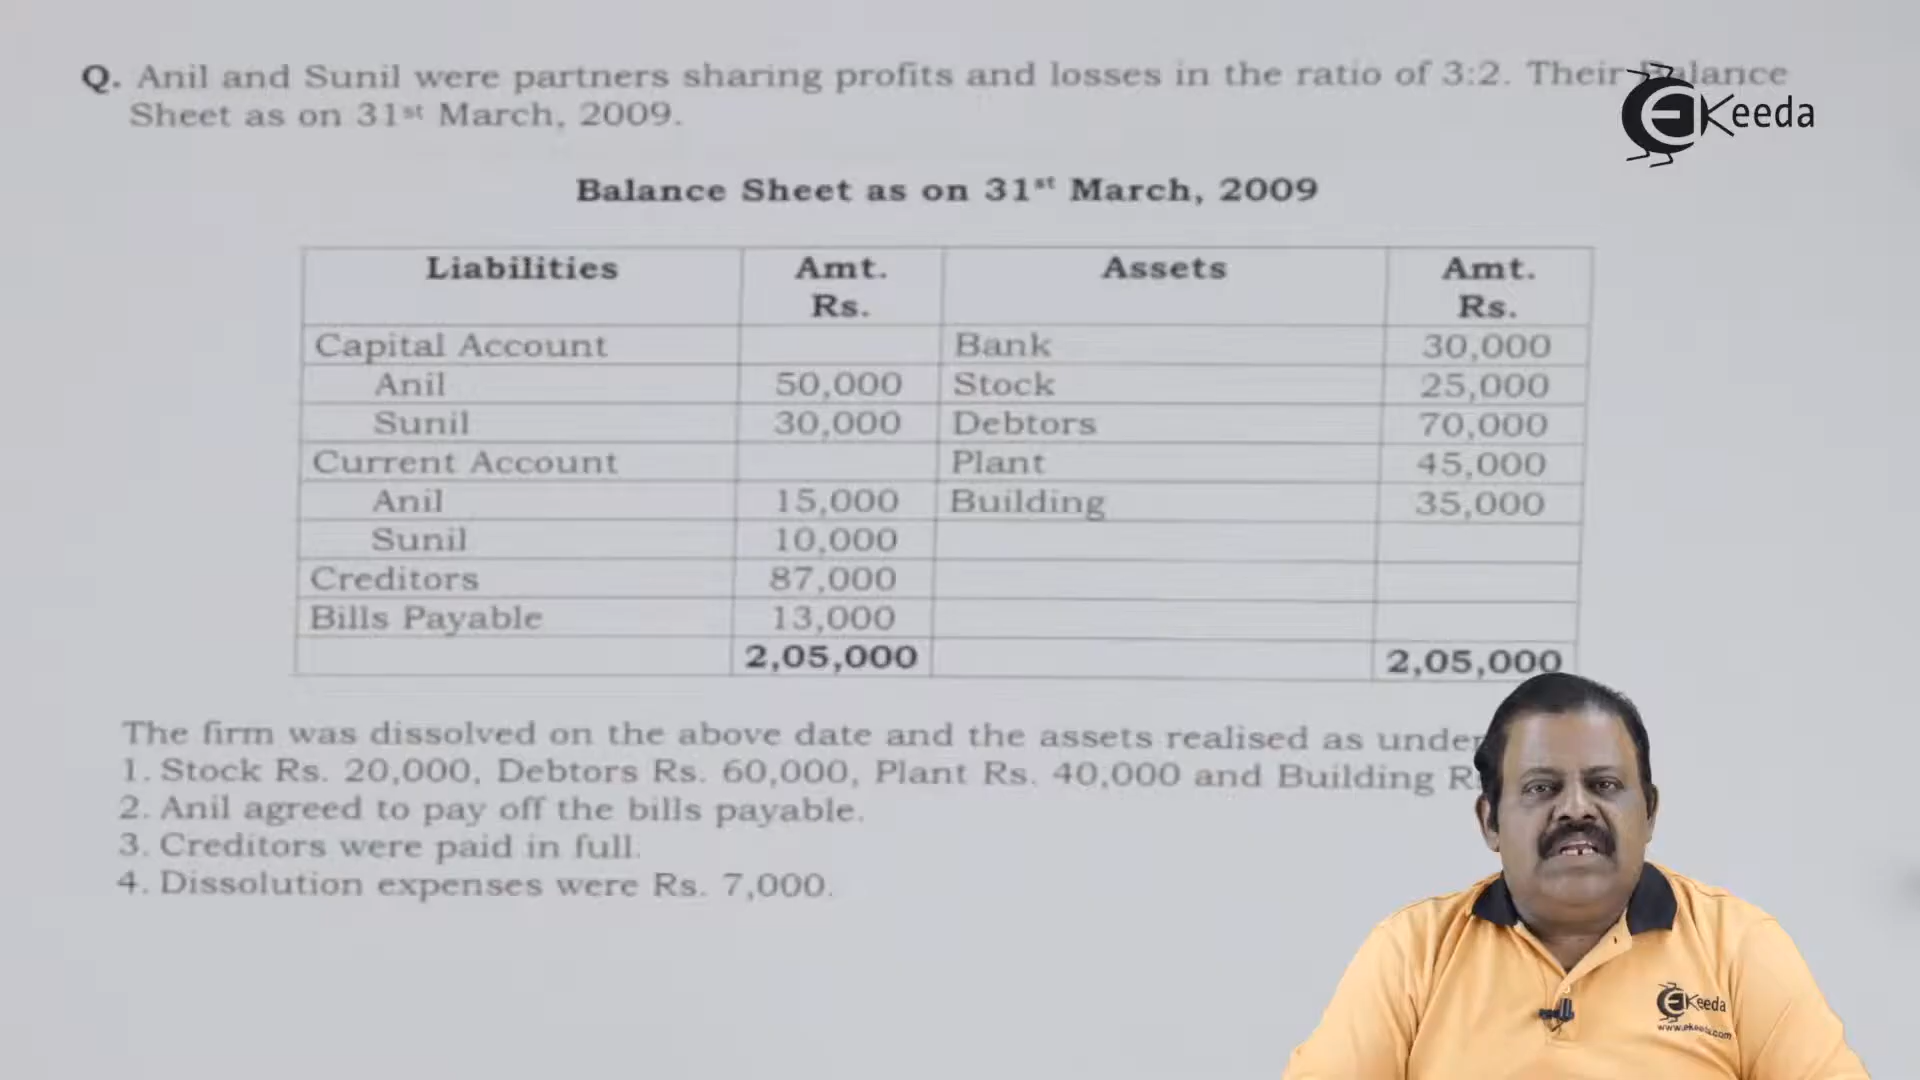 Q. Anil and Sunil were partners sharing profits and losses in the ratio of 3:2. Their Balance
Sheet as on 31st March, 2009.
EKeeda
Balance Sheet as on 31st March, 2009
Liabilities Amt. Rs. Assets Amt. Rs.
Capital Account Bank 30,000
Anil 50,000 Stock 25,000
Sunil 30,000 Debtors 70,000
Current Account Plant 45,000
Anil 15,000 Building 35,000
Sunil 10,000
Creditors 87,000
Bills Payable 13,000
2,05,000 2,05,000
The firm was dissolved on the above date and the assets realised as under
1. Stock Rs. 20,000, Debtors Rs. 60,000, Plant Rs. 40,000 and Building
2. Anil agreed to pay off the bills payable.
3. Creditors were paid in full.
4. Dissolution expenses were Rs. 7,000.
EKeeda
www.ekeeda.com